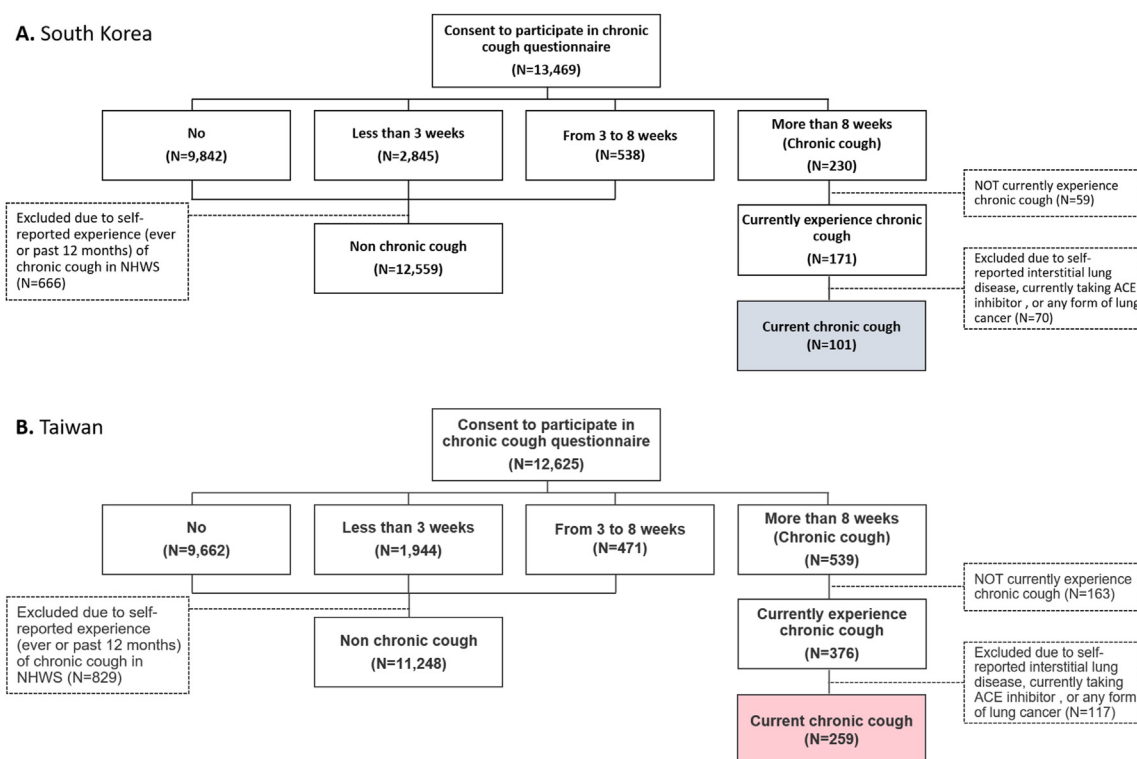 A. South Korea
Consent to participate in chronic
cough questionnaire
(N=13,469)
No
(N=9,842)
Less than 3 weeks
(N=2,845)
From 3 to 8 weeks
(N=538)
More than 8 weeks
(Chronic cough)
(N=230)
NOT currently experience
chronic cough (N=59)
Excluded due to self-
reported experience (ever
or past 12 months) of
chronic cough in NHWS
(N=666)
Non chronic cough
(N=12,559)
Currently experience chronic
cough
(N=171)
Excluded due to self-
reported interstitial lung
disease, currently taking ACE
inhibitor , or any form of lung
cancer (N=70)
Current chronic cough
(N=101)
B. Taiwan
Consent to participate in
chronic cough questionnaire
(N=12,625)
No
(N=9,662)
Less than 3 weeks
(N=1,944)
From 3 to 8 weeks
(N=471)
More than 8 weeks
(Chronic cough)
(N=539)
NOT currently experience
chronic cough (N=163)
Excluded due to self-
reported experience
(ever or past 12 months)
of chronic cough in
NHWS (N=829)
Non chronic cough
(N=11,248)
Currently experience
chronic cough
(N=376)
Excluded due to self-
reported interstitial lung
disease, currently taking
ACE inhibitor , or any form
of lung cancer (N=117)
Current chronic cough
(N=259)